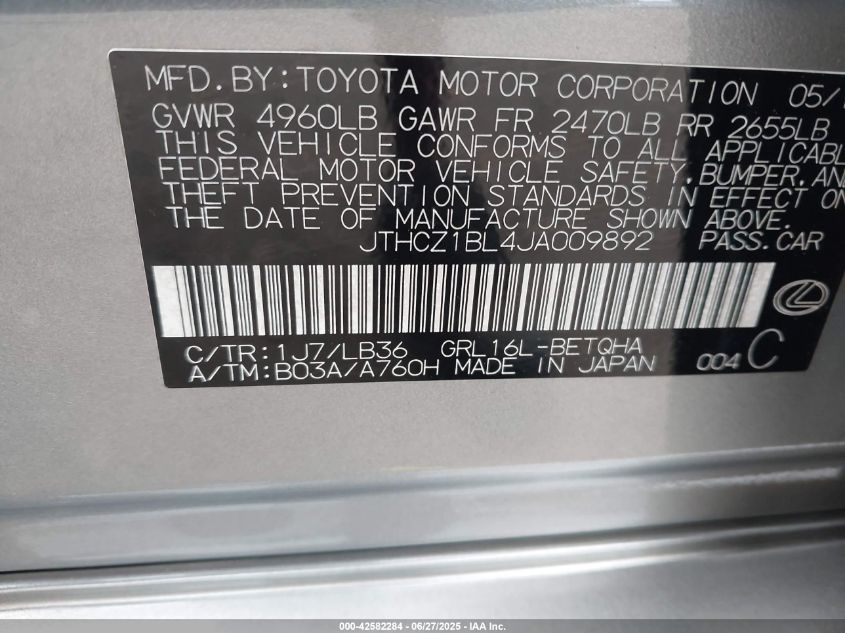 MFD.BY:TOYOTA MOTOR CORPORATION 05/
GVWR 4960LB GAWR FR 2470LB RR 2655LB
THIS VEHICLE CONFORMS TO ALL APPLICABL
FEDERAL MOTOR VEHICLE SAFETY,BUMPER,AN
THEFT PREVENTION STANDARDS IN EFFECT ON
THE DATE OF MANUFACTURE SHOWN ABOVE.
JTHCZ1BL4JA009892 PASS.CAR
C/TR:1J7/LB36 GRL16L-BETQHA
A/TM:B03A/A760H MADE IN JAPAN 004 C
000-42582284 - 06/27/2025 - IAA Inc.